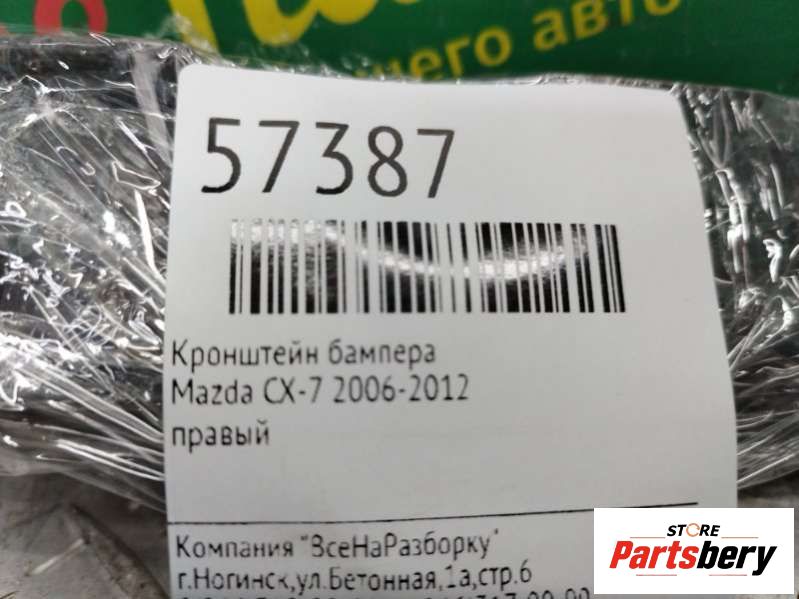 его авто
57387
Кронштейн бампера
Mazda CX-7 2006-2012
правый
Компания "ВсеНаРазборку"
г.Ногинск,ул.Бетонная,1а,стр.6
STORE
Partsbery